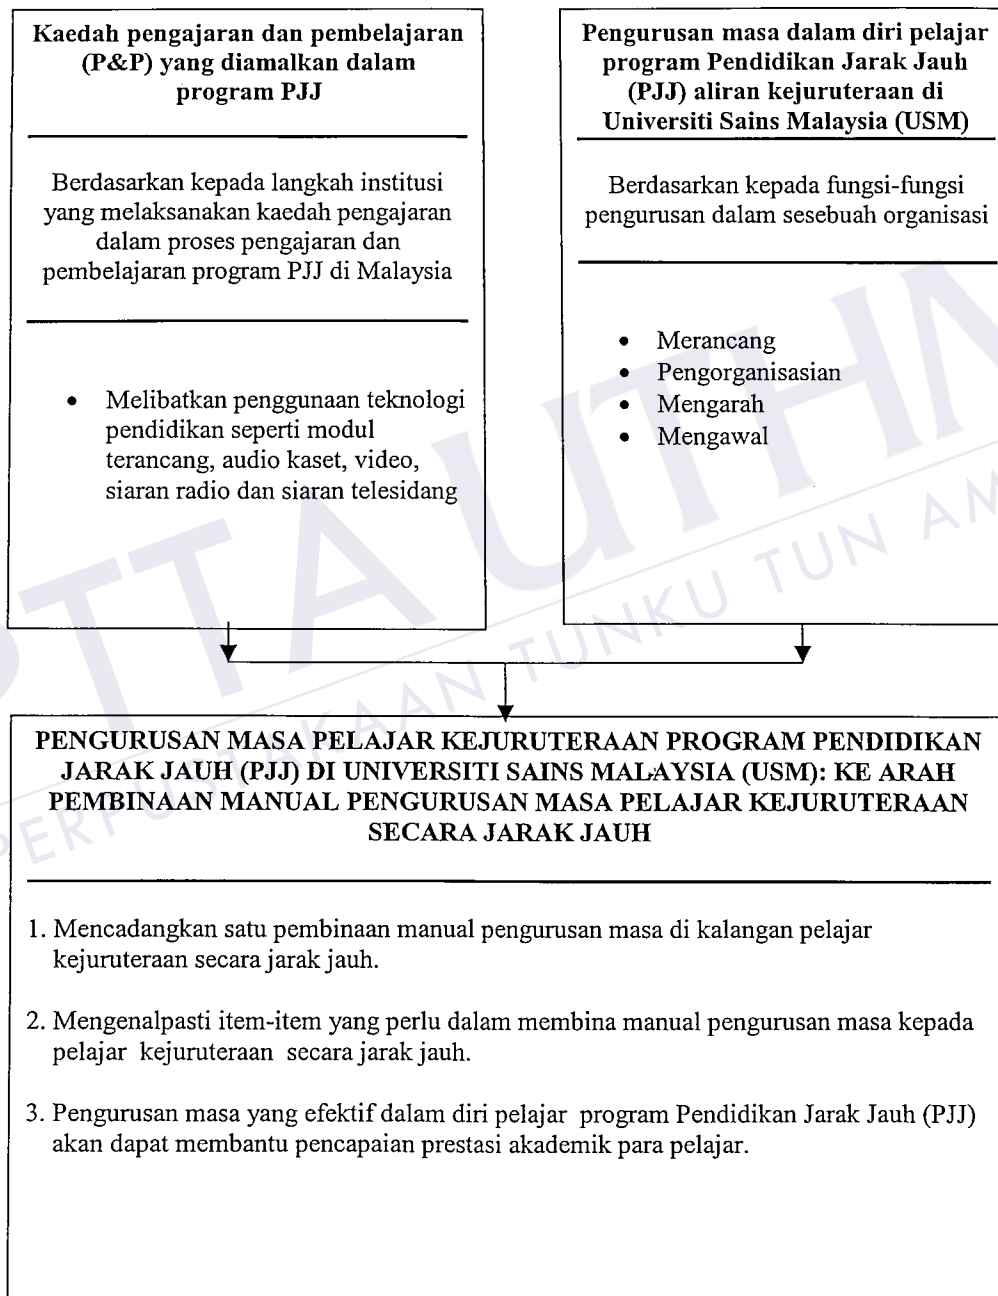 Kaedah pengajaran dan pembelajaran
(P&P) yang diamalkan dalam
program PJJ
Berdasarkan kepada langkah institusi
yang melaksanakan kaedah pengajaran
dalam proses pengajaran dan
pembelajaran program PJJ di Malaysia
• Melibatkan penggunaan teknologi
pendidikan seperti modul
terancang, audio kaset, video,
siaran radio dan siaran telesidang
Pengurusan masa dalam diri pelajar
program Pendidikan Jarak Jauh
(PJJ) aliran kejuruteraan di
Universiti Sains Malaysia (USM)
Berdasarkan kepada fungsi-fungsi
pengurusan dalam sesebuah organisasi
• Merancang
• Pengorganisasian
• Mengarah
• Mengawal
PENGURUSAN MASA PELAJAR KEJURUTERAAN PROGRAM PENDIDIKAN
JARAK JAUH (PJJ) DI UNIVERSITI SAINS MALAYSIA (USM): KE ARAH
PEMBINAAN MANUAL PENGURUSAN MASA PELAJAR KEJURUTERAAN
SECARA JARAK JAUH
1. Mencadangkan satu pembinaan manual pengurusan masa di kalangan pelajar
kejuruteraan secara jarak jauh.
2. Mengenalpasti item-item yang perlu dalam membina manual pengurusan masa kepada
pelajar kejuruteraan secara jarak jauh.
3. Pengurusan masa yang efektif dalam diri pelajar program Pendidikan Jarak Jauh (PJJ)
akan dapat membantu pencapaian prestasi akademik para pelajar.
PTTA UTHM
PERPUSTAKAAN TUNKU TUN AM